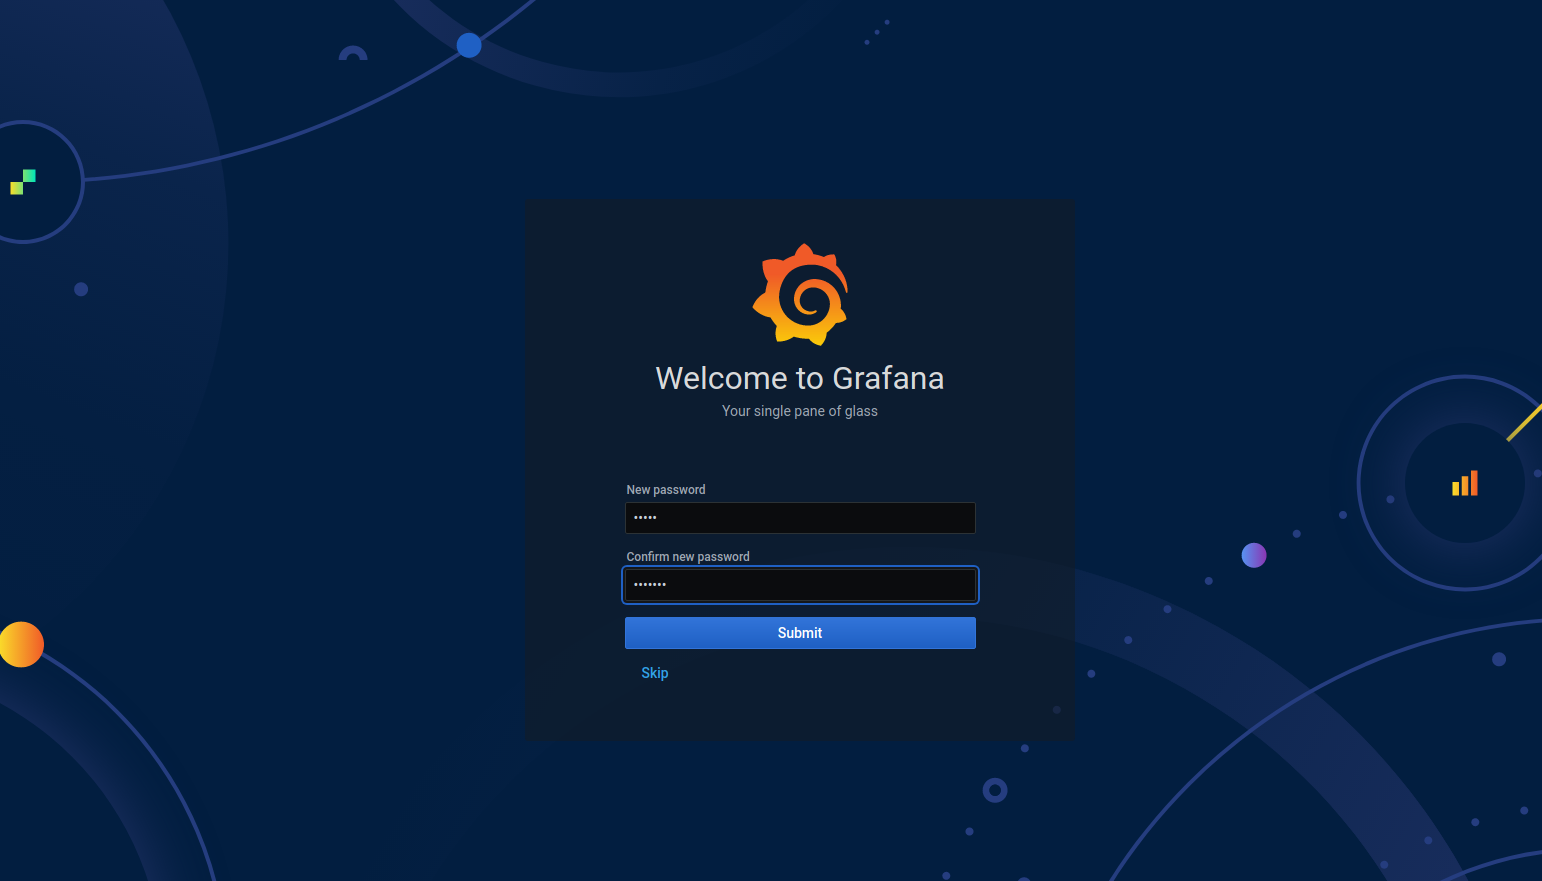 Welcome to Grafana
Your single pane of glass
New password
•••••
Confirm new password
•••••••
Submit
Skip